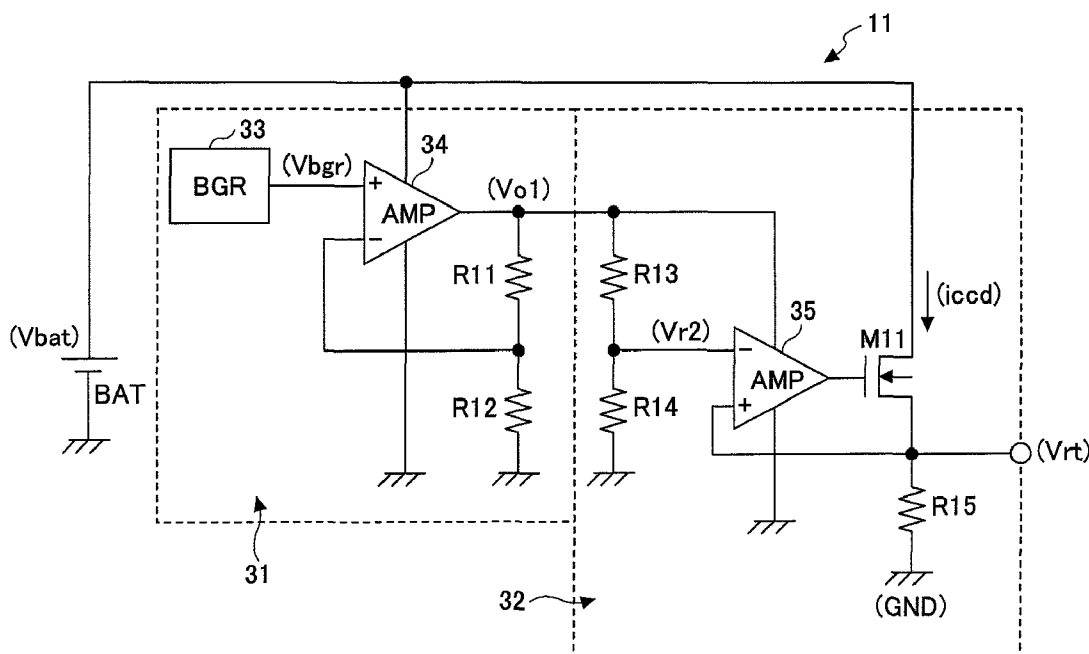 11
33
BGR
(Vbgr)
34
+
AMP
−
(Vo1)
R11
R12
R13
R14
(Vr2)
35
−
AMP
+
M11
(iccd)
(Vbat)
BAT
(Vrt)
R15
(GND)
31
32